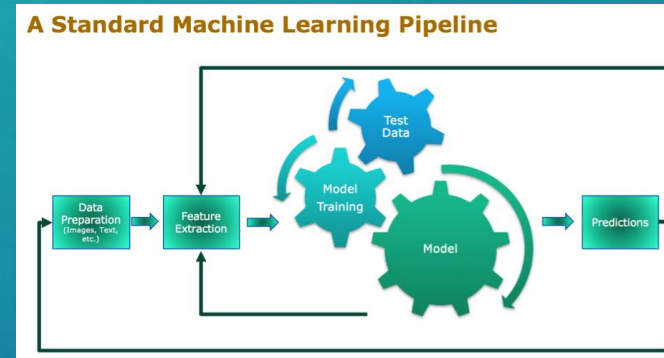 A Standard Machine Learning Pipeline
Test
Data
Model
Training
Data
Preparation
(Images, Text,
etc.)
Feature
Extraction
Model
Predictions